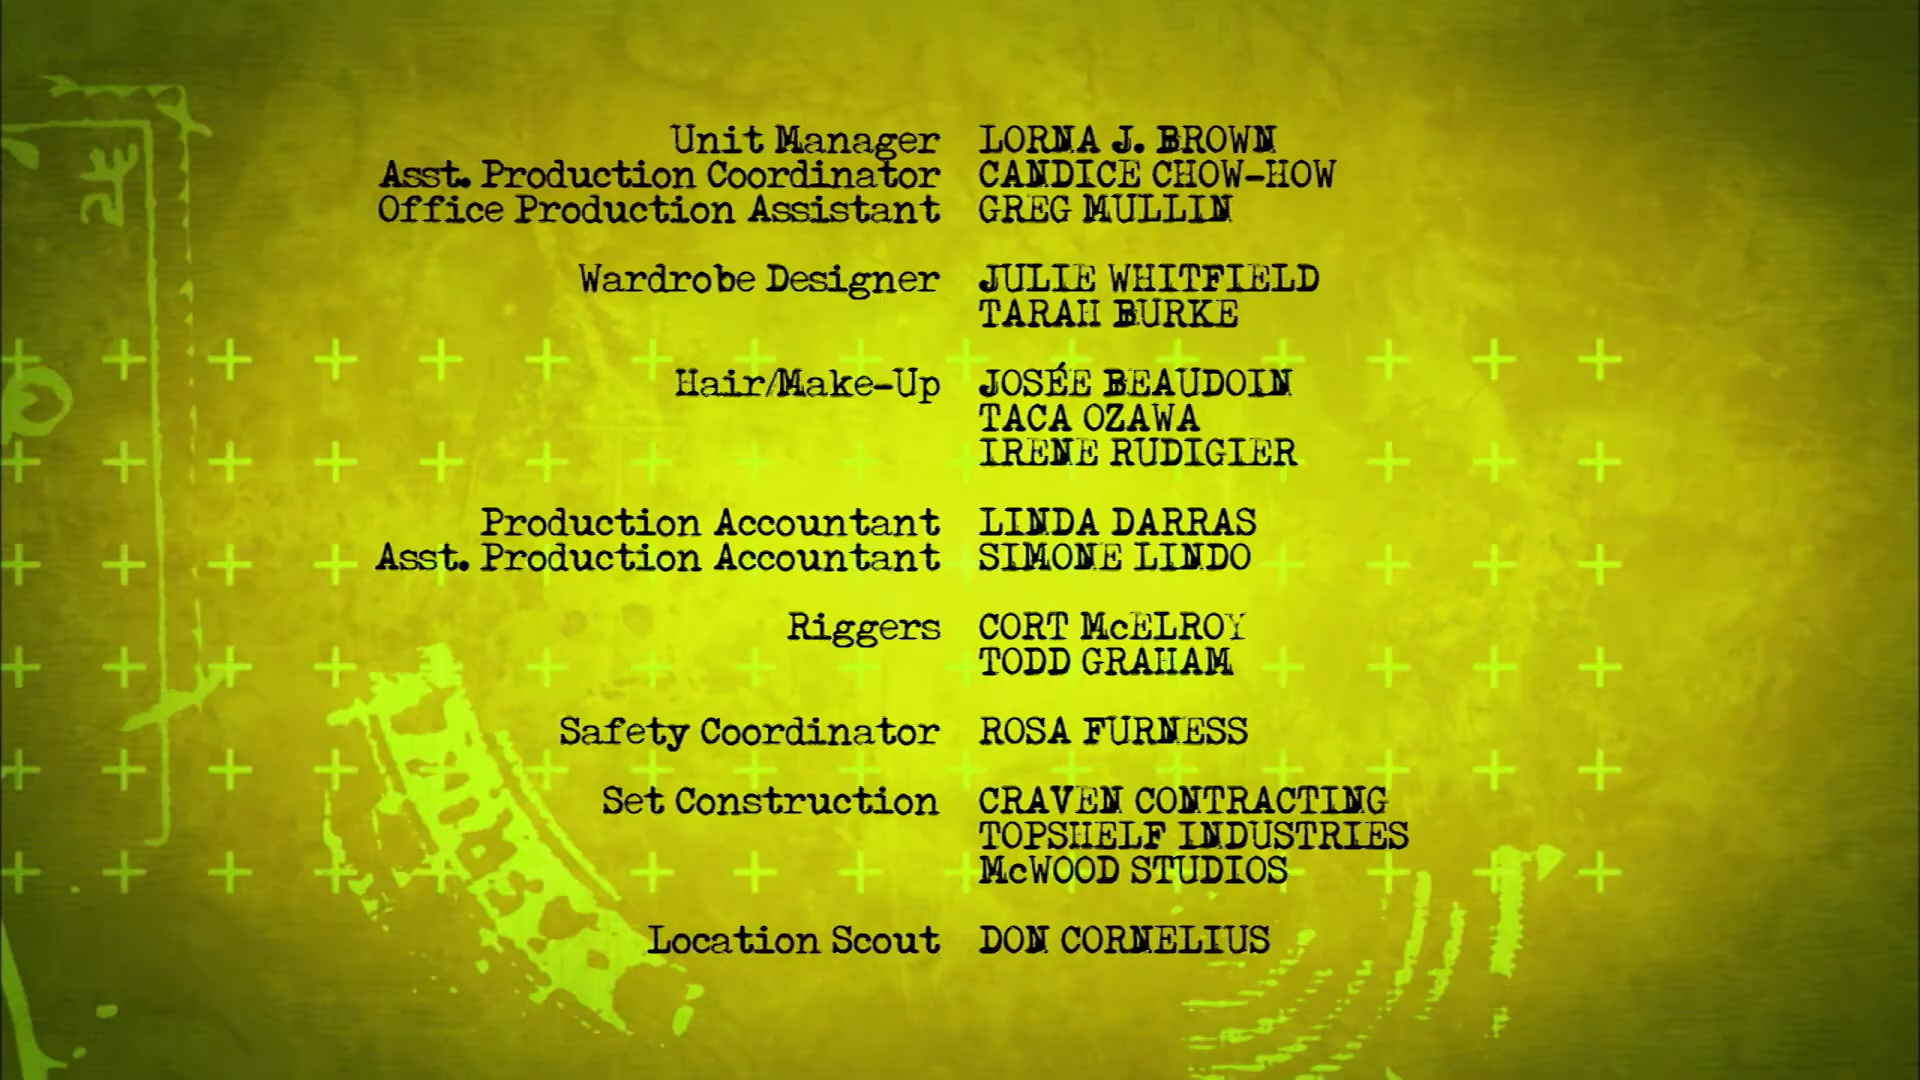 Unit Manager LORNA J. BROWN
Asst. Production Coordinator CANDICE CHOW-HOW
Office Production Assistant GREG MULLIN
Wardrobe Designer JULIE WHITFIELD
TARAH BURKE
Hair/Make-Up JOSÉE BEAUDOIN
TACA OZAWA
IRENE RUDIGIER
Production Accountant LINDA DARRAS
Asst. Production Accountant SIMONE LINDO
Riggers CORT McELROY
TODD GRAHAM
Safety Coordinator ROSA FURNESS
Set Construction CRAVEN CONTRACTING
TOPSHELF INDUSTRIES
McWOOD STUDIOS
Location Scout DON CORNELIUS